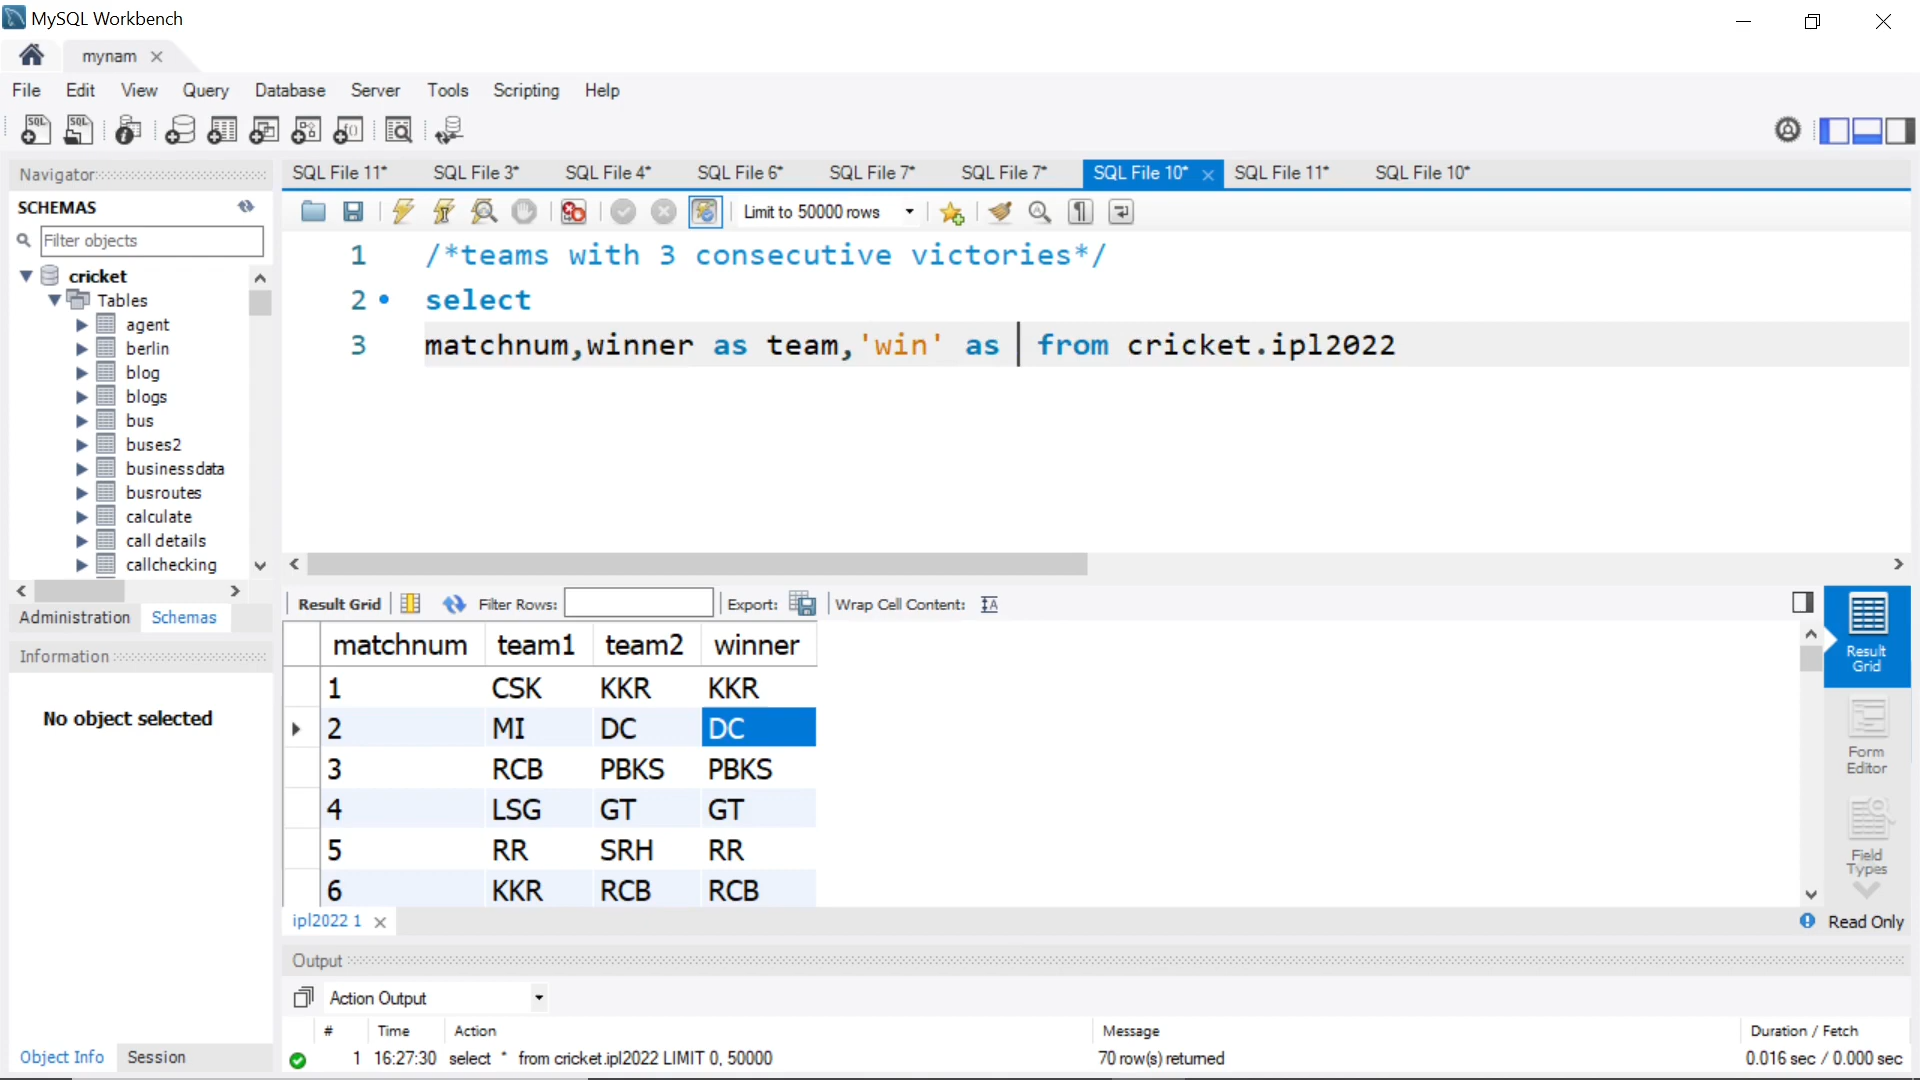 MySQL Workbench
mynam
File Edit View Query Database Server Tools Scripting Help
Navigator
SCHEMAS
Filter objects
cricket
Tables
agent
berlin
blog
blogs
bus
buses2
businessdata
busroutes
calculate
call details
callchecking
Administration Schemas
Information
No object selected
Object Info Session
SQL File 11* SQL File 3* SQL File 4* SQL File 6* SQL File 7* SQL File 7* SQL File 10* SQL File 11* SQL File 10*
Limit to 50000 rows
1 /*teams with 3 consecutive victories*/
2 select
3 matchnum,winner as team,'win' as from cricket.ipl2022
Result Grid Filter Rows: Export: Wrap Cell Content:
matchnum team1 team2 winner
1 CSK KKR KKR
2 MI DC DC
3 RCB PBKS PBKS
4 LSG GT GT
5 RR SRH RR
6 KKR RCB RCB
Result
Grid
Form
Editor
Field
Types
ipl2022 1
Read Only
Output
Action Output
# Time Action Message Duration / Fetch
1 16:27:30 select * from cricket.ipl2022 LIMIT 0, 50000 70 row(s) returned 0.016 sec / 0.000 sec